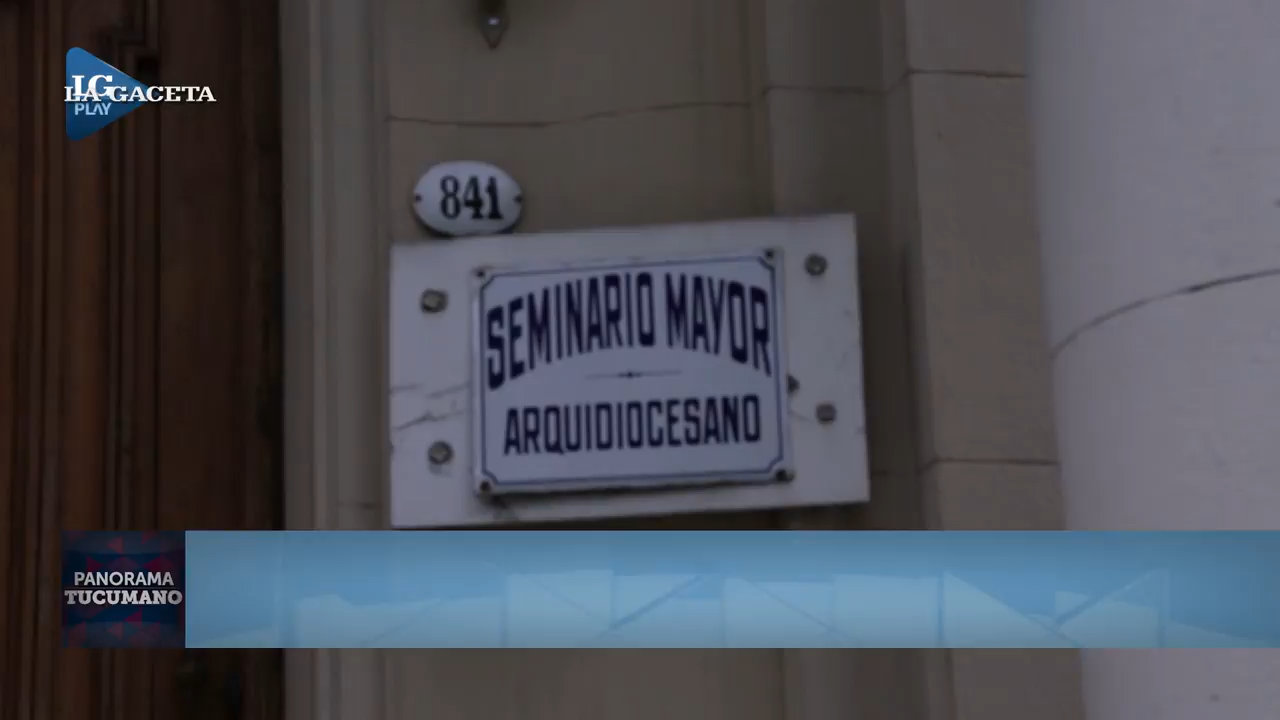 LG
LA GACETA
PLAY
841
SEMINARIO MAYOR
ARQUIDIOCESANO
PANORAMA
TUCUMANO